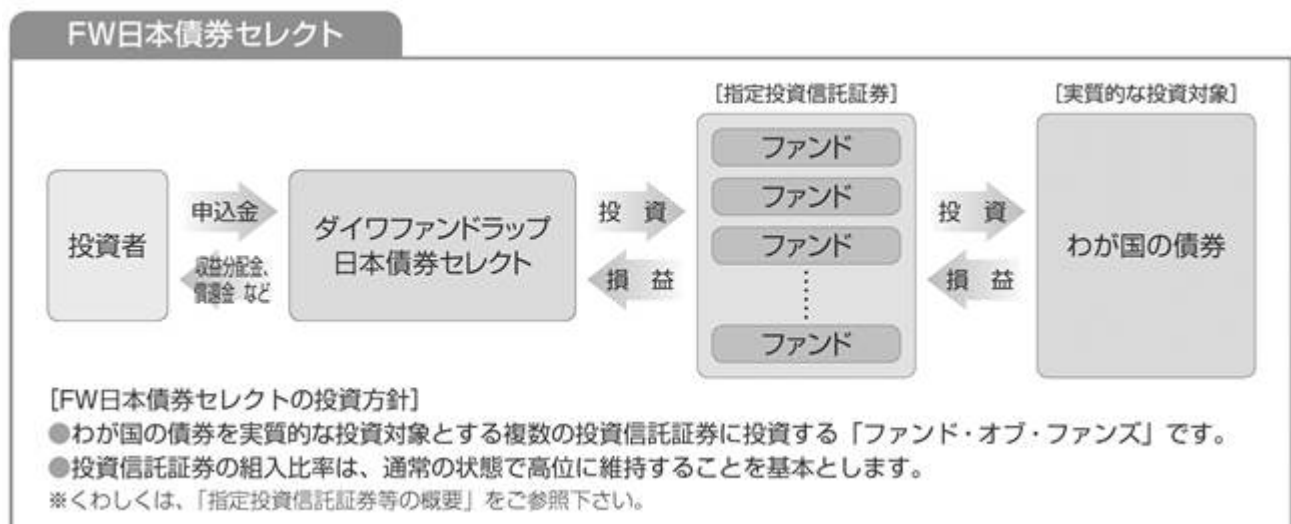 FW日本債券セレクト
[指定投資信託証券]
[実質的な投資対象]
投資者
申込金
収益分配金、
償還金 など
ダイワファンドラップ
日本債券セレクト
投 資
損 益
ファンド
ファンド
ファンド
ファンド
投 資
損 益
わが国の債券
[FW日本債券セレクトの投資方針]
●わが国の債券を実質的な投資対象とする複数の投資信託証券に投資する「ファンド・オブ・ファンズ」です。
●投資信託証券の組入比率は、通常の状態で高位に維持することを基本とします。
※くわしくは、「指定投資信託証券等の概要」をご参照下さい。